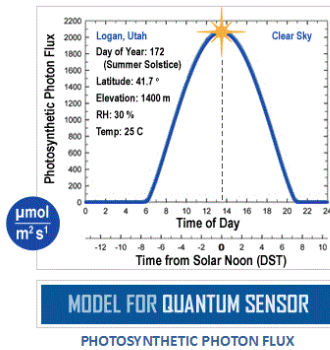 2200
2000
1800
1600
1400
1200
1000
800
600
400
200
0
Photosynthetic Photon Flux
Logan, Utah
Clear Sky
Day of Year: 172
(Summer Solstice)
Latitude: 41.7 °
Elevation: 1400 m
RH: 30 %
Temp: 25 C
µmol
m² s¹
0 2 4 6 8 10 12 14 16 18 20 22 24
Time of Day
-12 -10 -8 -6 -4 -2 0 2 4 6 8 10
Time from Solar Noon (DST)
MODEL FOR QUANTUM SENSOR
PHOTOSYNTHETIC PHOTON FLUX